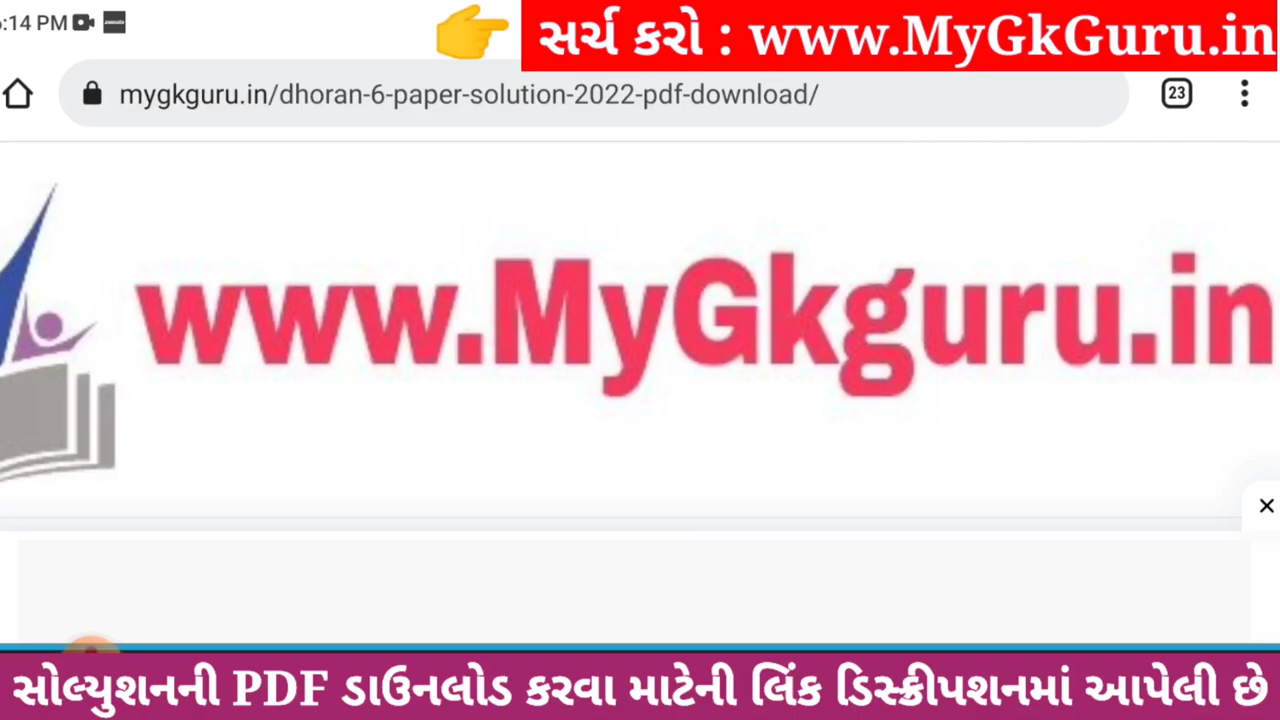 :14 PM
સર્ચ કરો : www.MyGkGuru.in
mygkguru.in/dhoran-6-paper-solution-2022-pdf-download/
23
www.MyGkguru.in
સોલ્યુશનની PDF ડાઉનલોડ કરવા માટેની લિંક ડિસ્ક્રીપશનમાં આપેલી છે